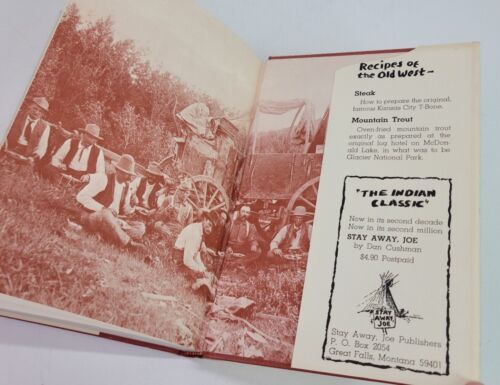 Recipes of
the Old West—
Steak
How to prepare the original,
famous Kansas City T-Bone.
Mountain Trout
Oven-dried mountain trout
exactly as prepared at the
original log hotel on McDon-
ald Lake, in what was to be
Glacier National Park.
"THE INDIAN
CLASSIC"
Now in its second decade
Now in its second million
STAY AWAY, JOE
by Dan Cushman
$4.90 Postpaid
STAY
AWAY,
JOE
Stay Away, Joe Publishers
P. O. Box 2054
Great Falls, Montana 59401